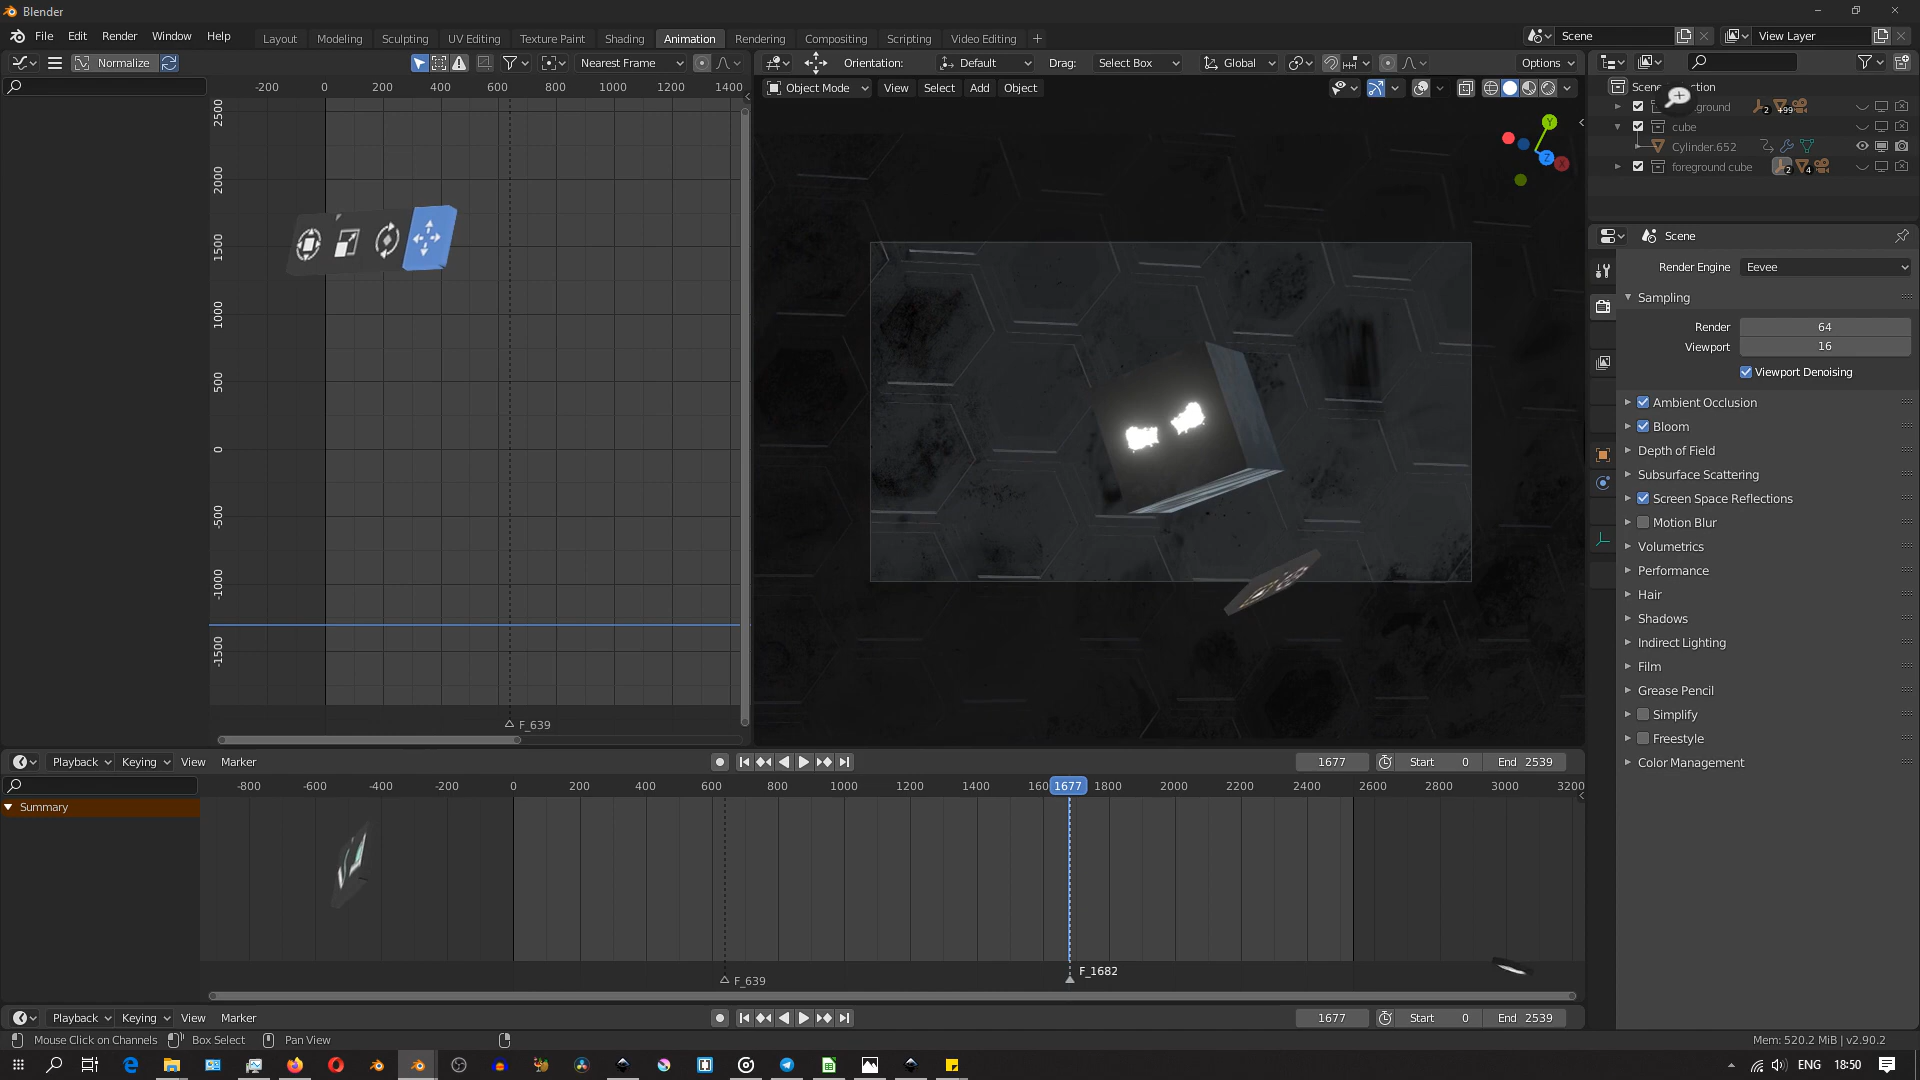 Blender
File Edit Render Window Help
Layout Modeling Sculpting UV Editing Texture Paint Shading Animation Rendering Compositing Scripting Video Editing +
Scene
View Layer
Normalize
Nearest Frame
Orientation: Default Drag: Select Box Global Options
-200 0 200 400 600 800 1000 1200 1400
Object Mode View Select Add Object
2500
2000
1500
1000
500
0
-500
-1000
-1500
F_639
Y
Z
X
ground 2 +99
cube
Cylinder.652
foreground cube 2 4
Scene
Render Engine Eevee
Sampling
Render 64
Viewport 16
Viewport Denoising
Ambient Occlusion
Bloom
Depth of Field
Subsurface Scattering
Screen Space Reflections
Motion Blur
Volumetrics
Performance
Hair
Shadows
Indirect Lighting
Film
Grease Pencil
Simplify
Freestyle
Color Management
Playback Keying View Marker
1677 Start 0 End 2539
-800 -600 -400 -200 0 200 400 600 800 1000 1200 1400 1677 1800 2000 2200 2400 2600 2800 3000 3200
Summary
F_639
F_1682
Playback Keying View Marker
1677 Start 0 End 2539
Mouse Click on Channels Box Select Pan View
Mem: 520.2 MiB | v2.90.2
ENG 18:50